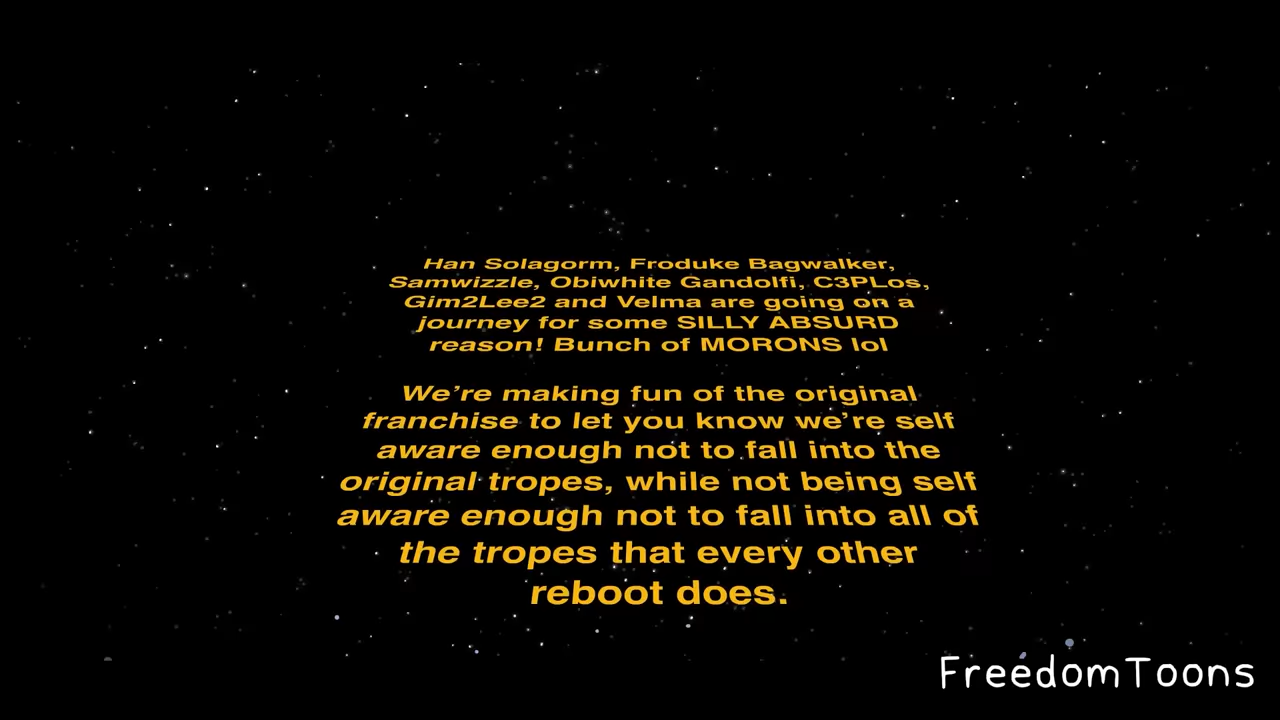 Han Solagorm, Froduke Bagwalker,
Samwizzle, Obiwhite Gandolfi, C3PLos,
Gim2Lee2 and Velma are going on a
journey for some SILLY ABSURD
reason! Bunch of MORONS lol
We're making fun of the original
franchise to let you know we're self
aware enough not to fall into the
original tropes, while not being self
aware enough not to fall into all of
the tropes that every other
reboot does.
FreedomToons